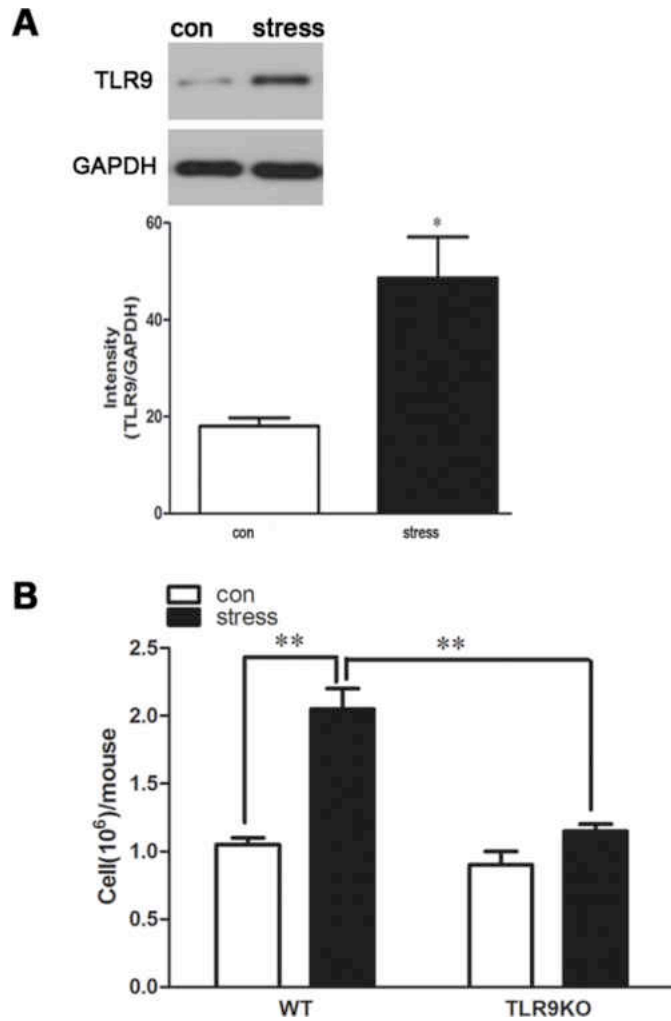 A
con stress
TLR9
GAPDH
60
*
40
20
0
Intensity
(TLR9/GAPDH)
con stress
B
con
stress
2.5
** **
2.0
1.5
1.0
0.5
0.0
Cell(10⁶)/mouse
WT TLR9KO